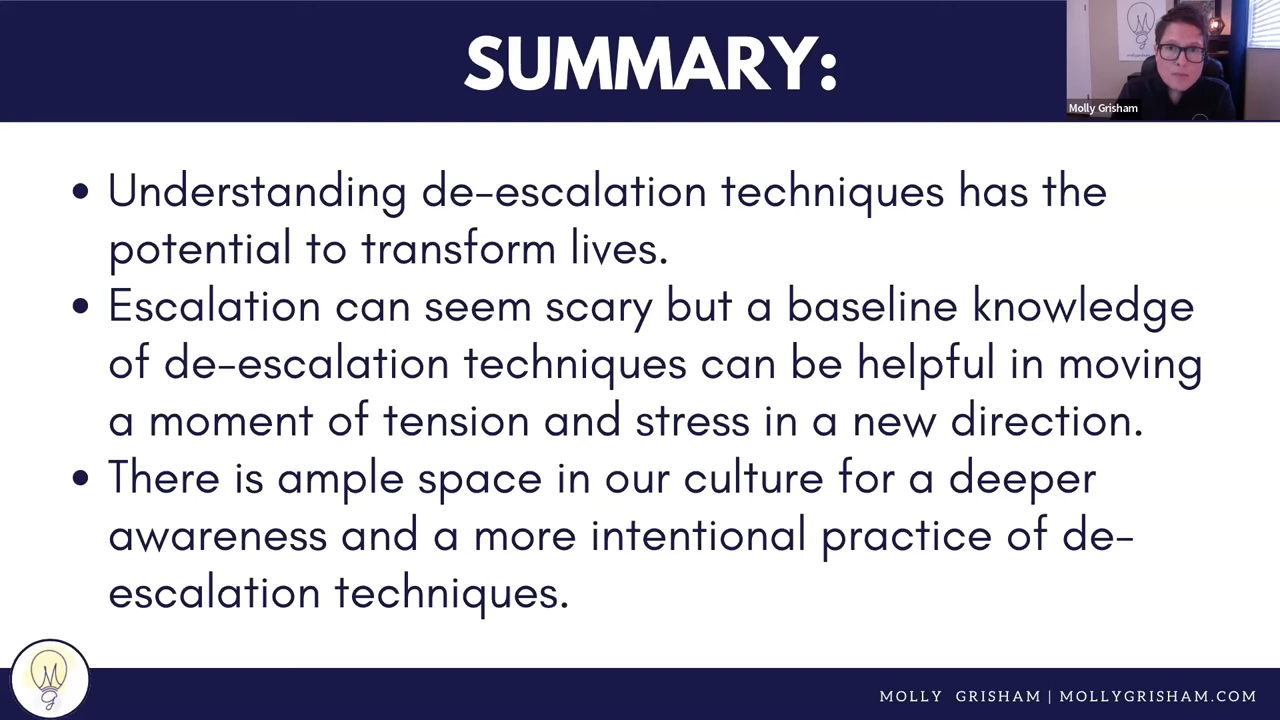 SUMMARY:
Molly Grisham
• Understanding de-escalation techniques has the
potential to transform lives.
• Escalation can seem scary but a baseline knowledge
of de-escalation techniques can be helpful in moving
a moment of tension and stress in a new direction.
• There is ample space in our culture for a deeper
awareness and a more intentional practice of de-
escalation techniques.
M
g
MOLLY GRISHAM | MOLLYGRISHAM.COM